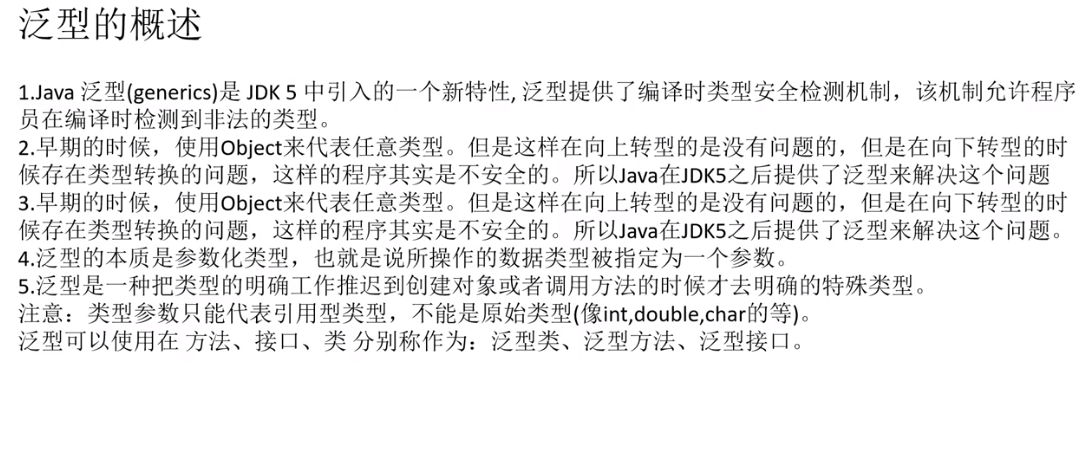 泛型的概述
1.Java 泛型(generics)是 JDK 5 中引入的一个新特性, 泛型提供了编译时类型安全检测机制，该机制允许程序
员在编译时检测到非法的类型。
2.早期的时候，使用Object来代表任意类型。但是这样在向上转型的是没有问题的，但是在向下转型的时
候存在类型转换的问题，这样的程序其实是不安全的。所以Java在JDK5之后提供了泛型来解决这个问题
3.早期的时候，使用Object来代表任意类型。但是这样在向上转型的是没有问题的，但是在向下转型的时
候存在类型转换的问题，这样的程序其实是不安全的。所以Java在JDK5之后提供了泛型来解决这个问题。
4.泛型的本质是参数化类型，也就是说所操作的数据类型被指定为一个参数。
5.泛型是一种把类型的明确工作推迟到创建对象或者调用方法的时候才去明确的特殊类型。
注意：类型参数只能代表引用型类型，不能是原始类型(像int,double,char的等)。
泛型可以使用在 方法、接口、类 分别称作为：泛型类、泛型方法、泛型接口。